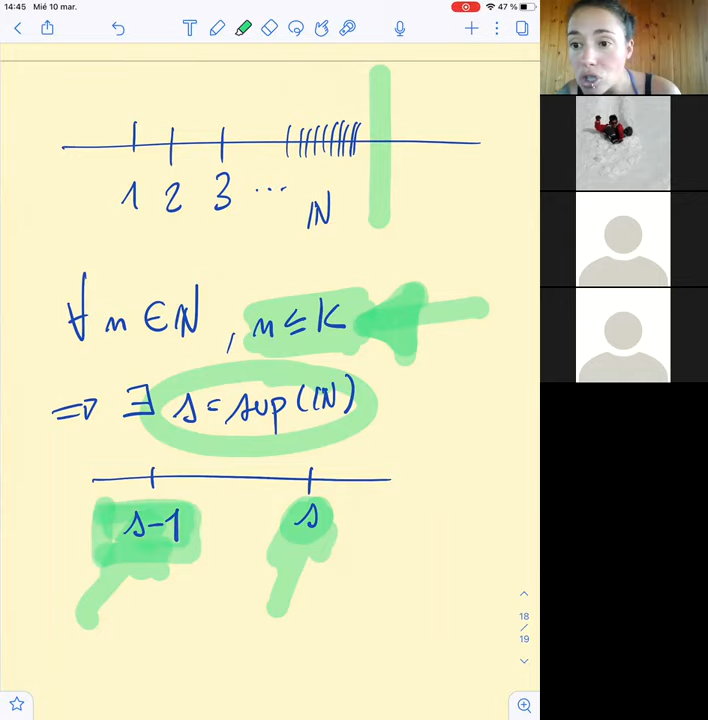 14:45 Mié 10 mar.
47 %
T
1 2 3 ... ℕ
∀ n ∈ ℕ, n ≤ K
⇒ ∃ s = sup(ℕ)
s-1 s
18
/
19